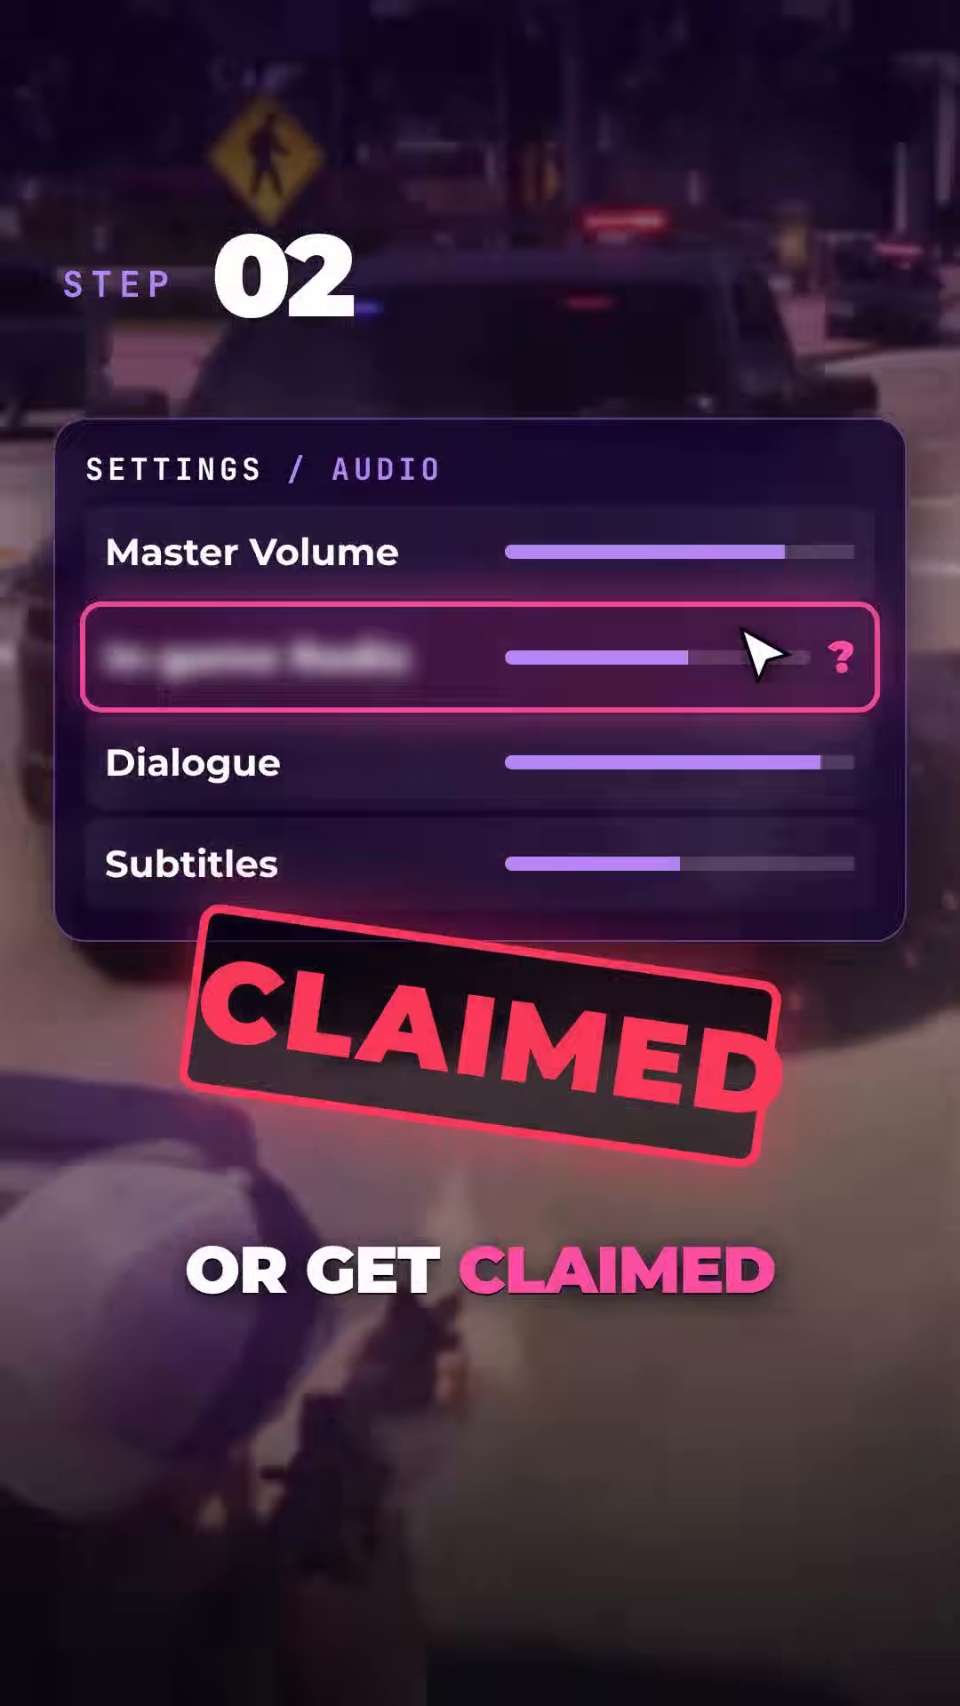 STEP 02
SETTINGS / AUDIO
Master Volume
?
Dialogue
Subtitles
CLAIMED
OR GET CLAIMED